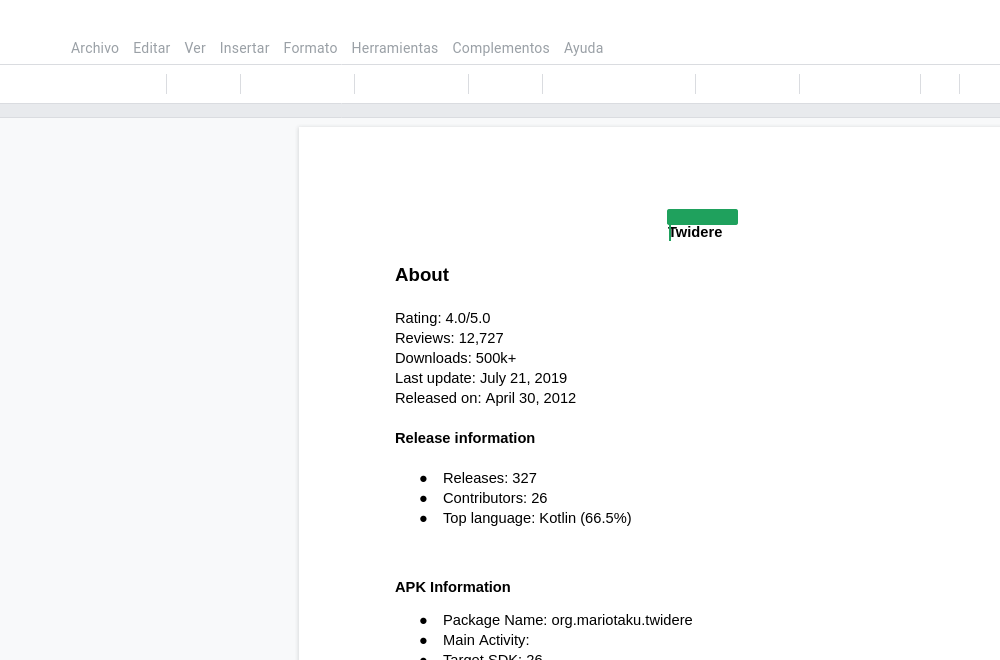 Archivo Editar Ver Insertar Formato Herramientas Complementos Ayuda
Twidere
About
Rating: 4.0/5.0
Reviews: 12,727
Downloads: 500k+
Last update: July 21, 2019
Released on: April 30, 2012
Release information
● Releases: 327
● Contributors: 26
● Top language: Kotlin (66.5%)
APK Information
● Package Name: org.mariotaku.twidere
● Main Activity:
● Target SDK: 26